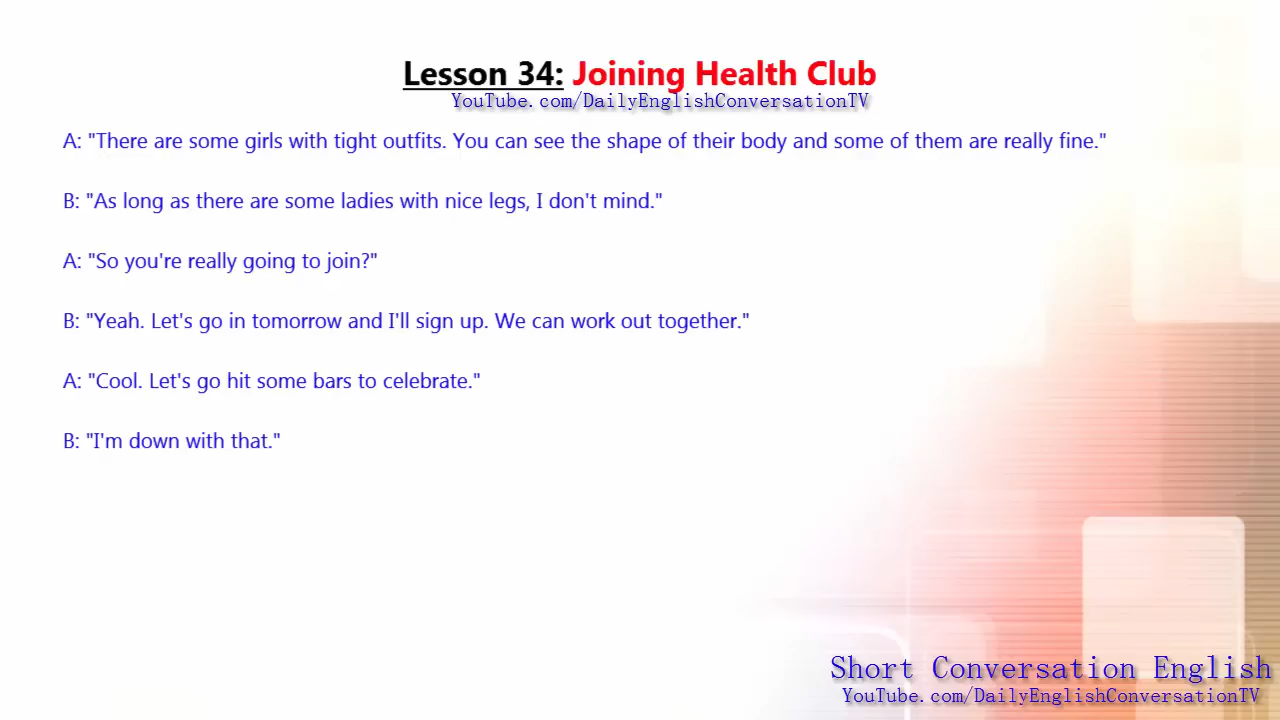 Lesson 34: Joining Health Club
YouTube.com/DailyEnglishConversationTV
A: "There are some girls with tight outfits. You can see the shape of their body and some of them are really fine."
B: "As long as there are some ladies with nice legs, I don't mind."
A: "So you're really going to join?"
B: "Yeah. Let's go in tomorrow and I'll sign up. We can work out together."
A: "Cool. Let's go hit some bars to celebrate."
B: "I'm down with that."
Short Conversation English
YouTube.com/DailyEnglishConversationTV